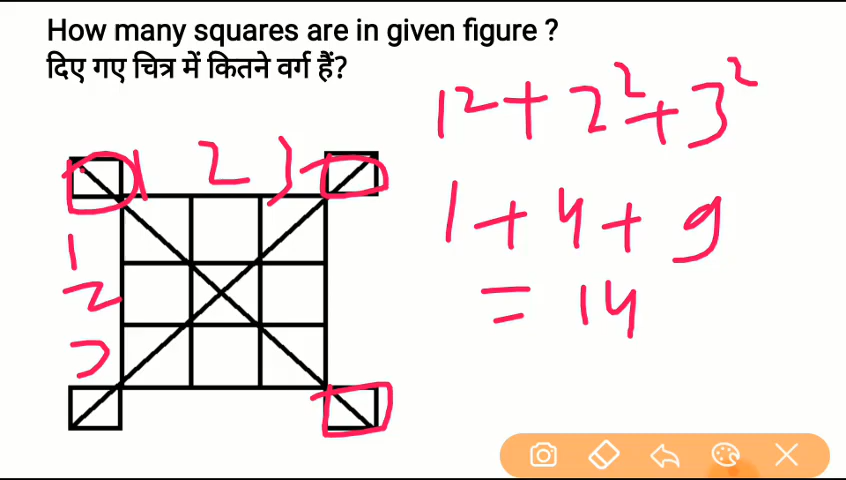 How many squares are in given figure ?
दिए गए चित्र में कितने वर्ग हैं?
1² + 2² + 3²
1 + 4 + 9
= 14
1 2 3
1
2
3